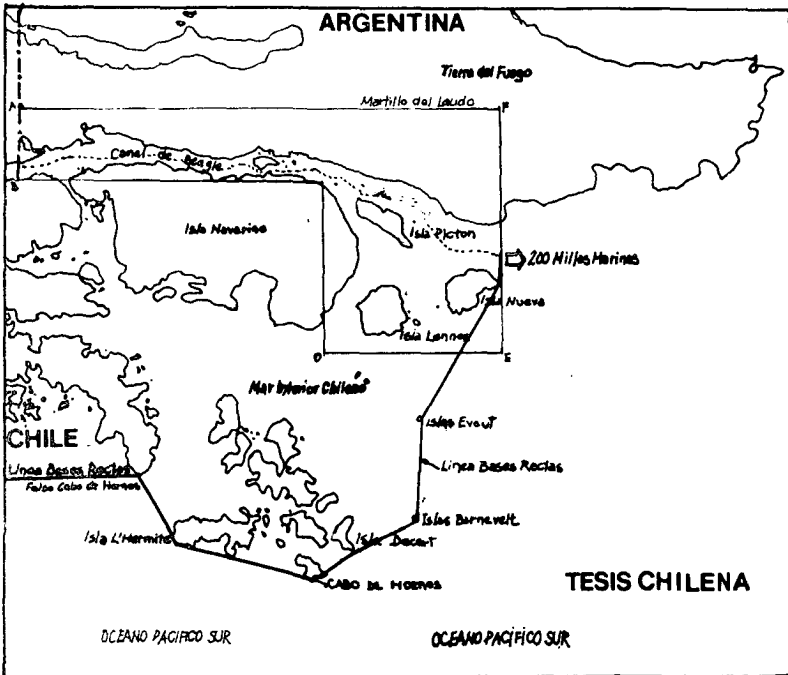 ARGENTINA
Tierra del Fuego
A
Martillo del Laudo
F
Canal de Beagle
B
Isla Navarino
Isla Picton
200 Millas Marinas
Isla Nueva
Isla Lennox
D
E
Mar Interior Chileno
Islas Evout
CHILE
Linea Bases Rectas
Linea Bases Rectas
Falso Cabo de Hornos
Islas Barnevelt
Isla L'Hermite
Isla Deceit
CABO DE HORNOS
TESIS CHILENA
OCEANO PACIFICO SUR
OCEANO PACÍFICO SUR